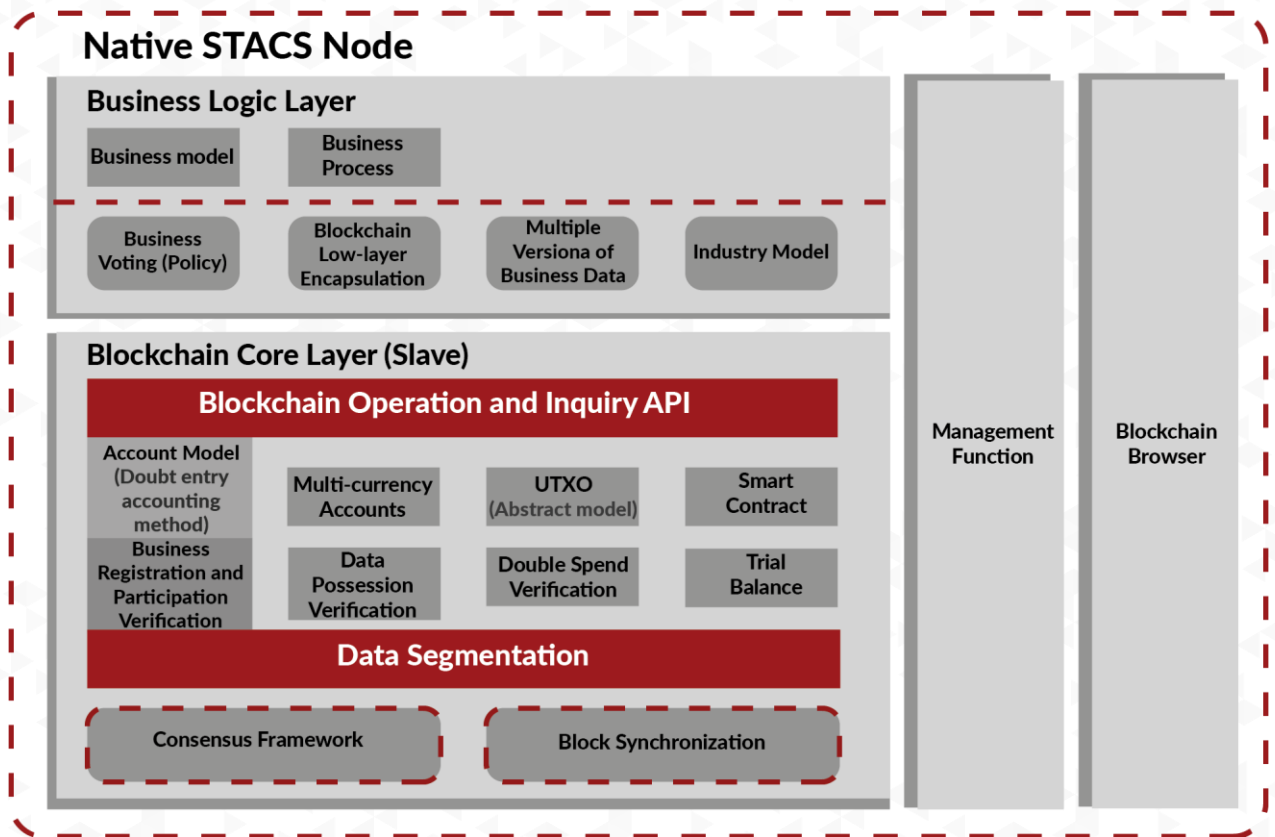 Native STACS Node
Business Logic Layer
Business model
Business
Process
Business
Voting (Policy)
Blockchain
Low-layer
Encapsulation
Multiple
Versiona of
Business Data
Industry Model
Blockchain Core Layer (Slave)
Blockchain Operation and Inquiry API
Account Model
(Doubt entry
accounting
method)
Multi-currency
Accounts
UTXO
(Abstract model)
Smart
Contract
Business
Registration and
Participation
Verification
Data
Possession
Verification
Double Spend
Verification
Trial
Balance
Data Segmentation
Consensus Framework
Block Synchronization
Management
Function
Blockchain
Browser